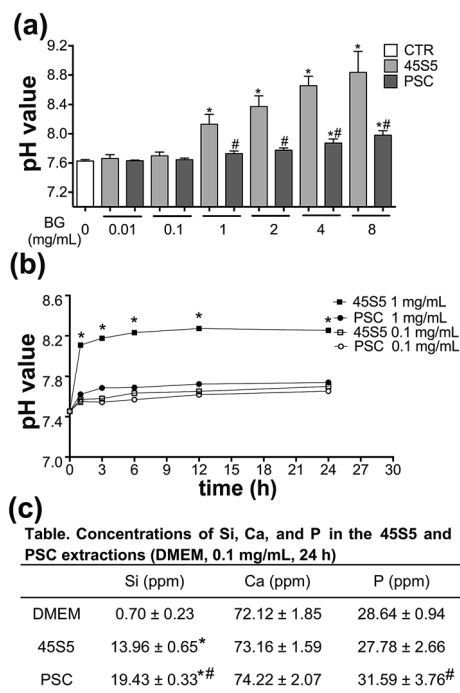 (a)
9.2
8.8
8.4
8.0
7.6
7.2
pH value
CTR
45S5
PSC
* * * *
# # *# *#
BG
(mg/mL)
0 0.01 0.1 1 2 4 8
(b)
8.6
8.2
7.8
7.4
7.0
pH value
* * * * *
45S5 1 mg/mL
PSC 1 mg/mL
45S5 0.1 mg/mL
PSC 0.1 mg/mL
0 3 6 9 12 15 18 21 24 27 30
time (h)
(c)
Table. Concentrations of Si, Ca, and P in the 45S5 and
PSC extractions (DMEM, 0.1 mg/mL, 24 h)
Si (ppm) Ca (ppm) P (ppm)
DMEM 0.70 ± 0.23 72.12 ± 1.85 28.64 ± 0.94
45S5 13.96 ± 0.65* 73.16 ± 1.59 27.78 ± 2.66
PSC 19.43 ± 0.33*# 74.22 ± 2.07 31.59 ± 3.76#